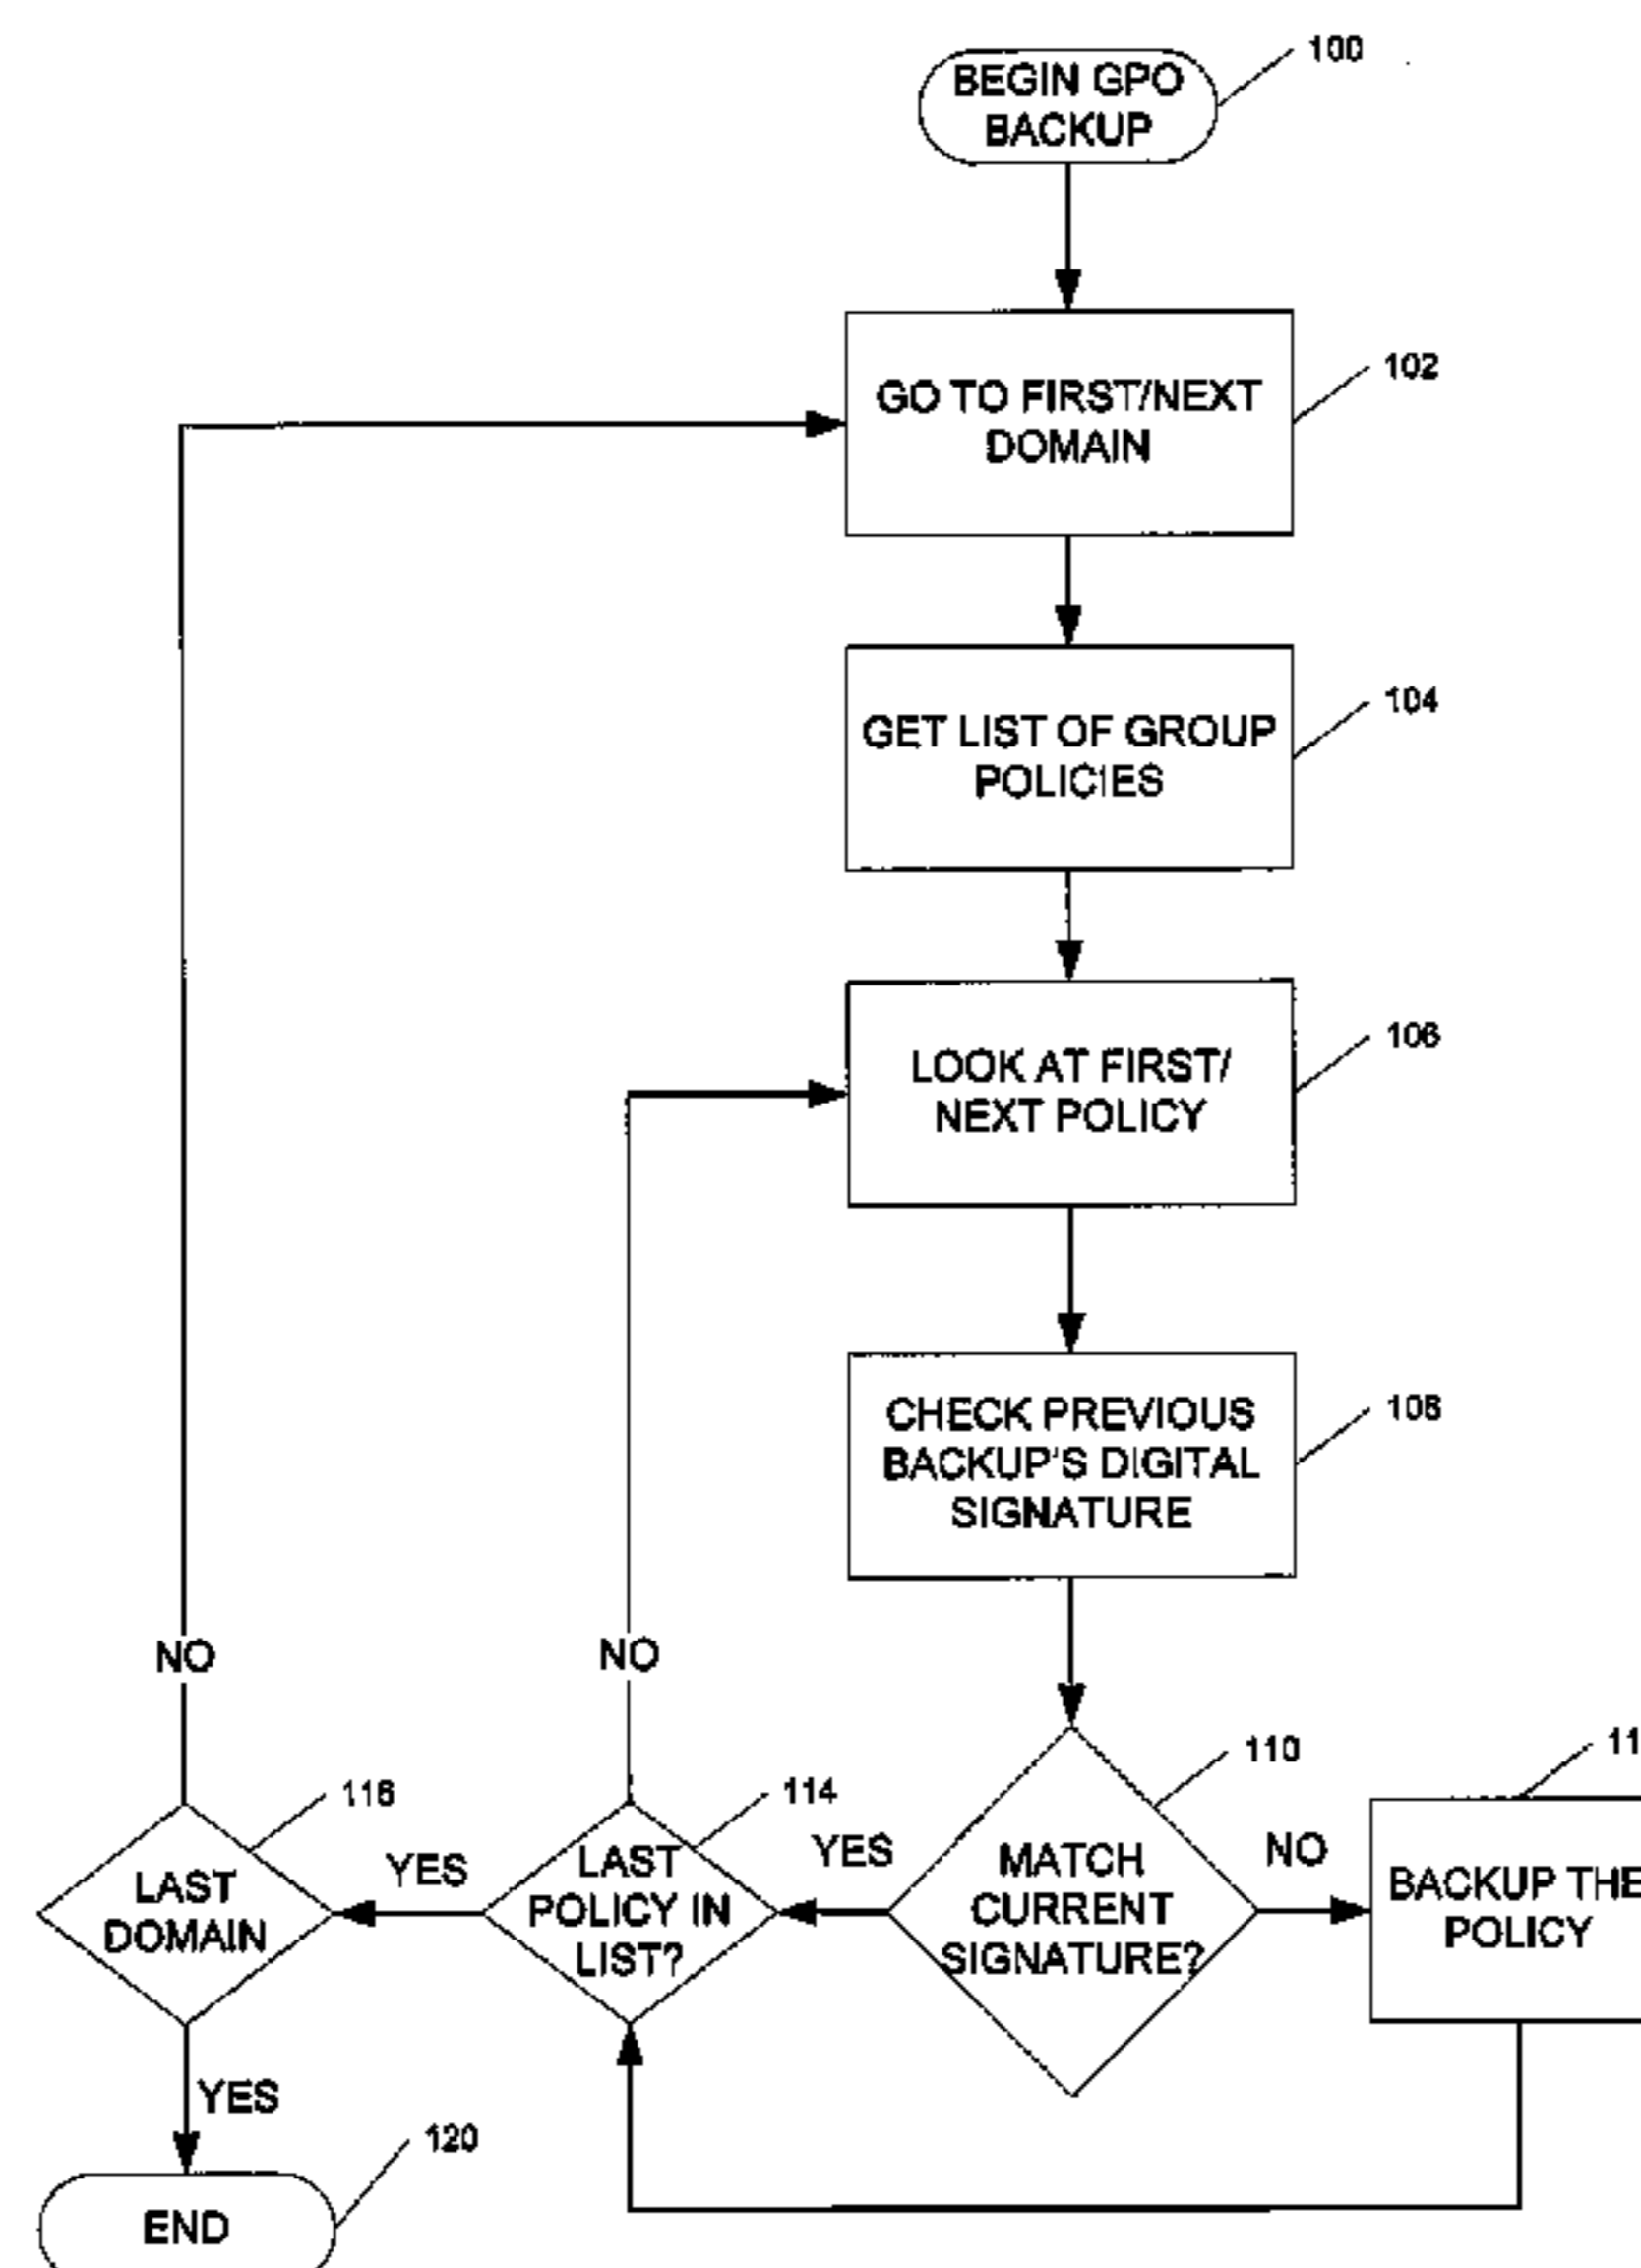 BEGIN GPO
BACKUP
100
GO TO FIRST/NEXT
DOMAIN
102
GET LIST OF GROUP
POLICIES
104
LOOK AT FIRST/
NEXT POLICY
106
CHECK PREVIOUS
BACKUP'S DIGITAL
SIGNATURE
108
NO
NO
110
MATCH
CURRENT
SIGNATURE?
YES
NO
11
BACKUP THE
POLICY
114
LAST
POLICY IN
LIST?
YES
116
LAST
DOMAIN
YES
120
END